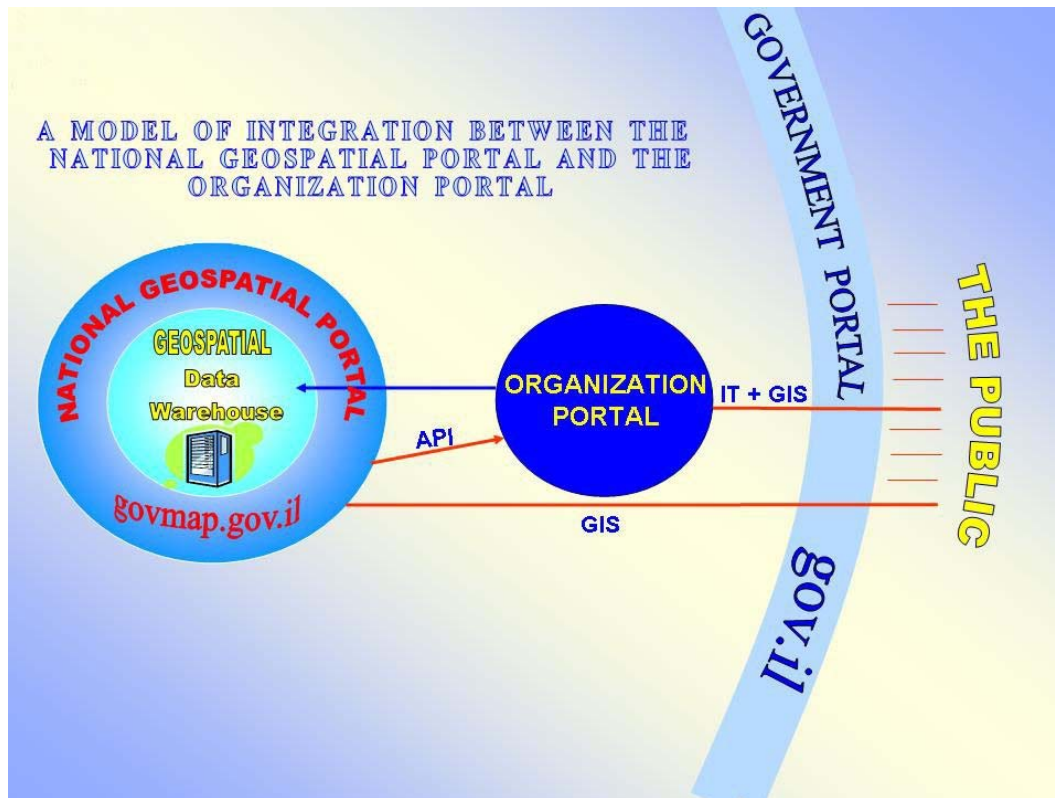 A MODEL OF INTEGRATION BETWEEN THE
NATIONAL GEOSPATIAL PORTAL AND THE
ORGANIZATION PORTAL
NATIONAL GEOSPATIAL PORTAL
GEOSPATIAL
Data
Warehouse
govmap.gov.il
API
ORGANIZATION
PORTAL
IT + GIS
GIS
GOVERNMENT PORTAL
gov.il
THE PUBLIC